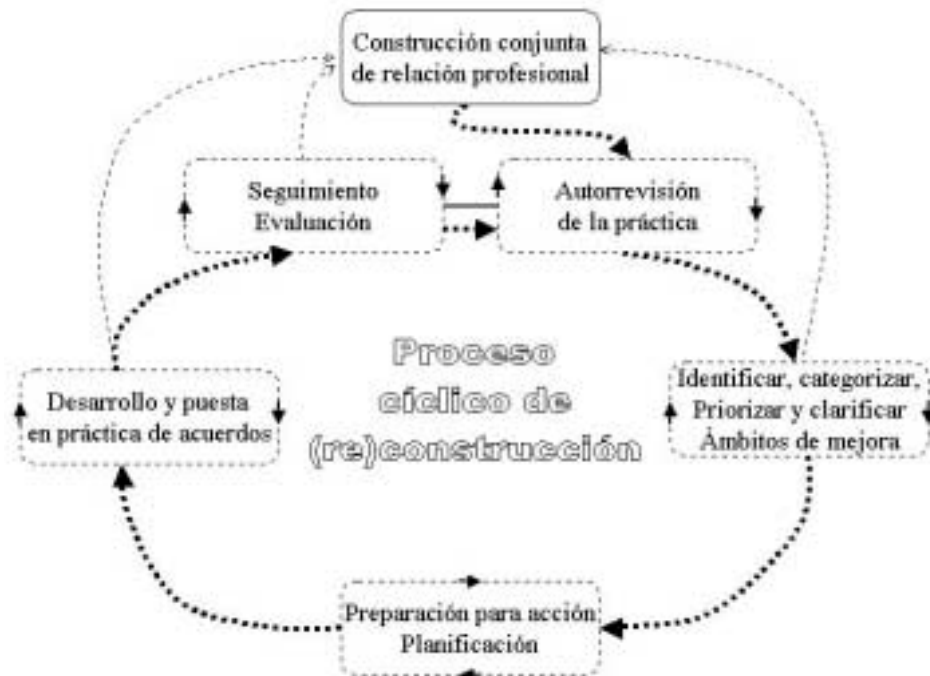 Construcción conjunta
de relación profesional
Seguimiento
Evaluación
Autorrevisión
de la práctica
Proceso
cíclico de
(re)construcción
Desarrollo y puesta
en práctica de acuerdos
Identificar, categorizar,
Priorizar y clarificar
Ámbitos de mejora
Preparación para acción
Planificación